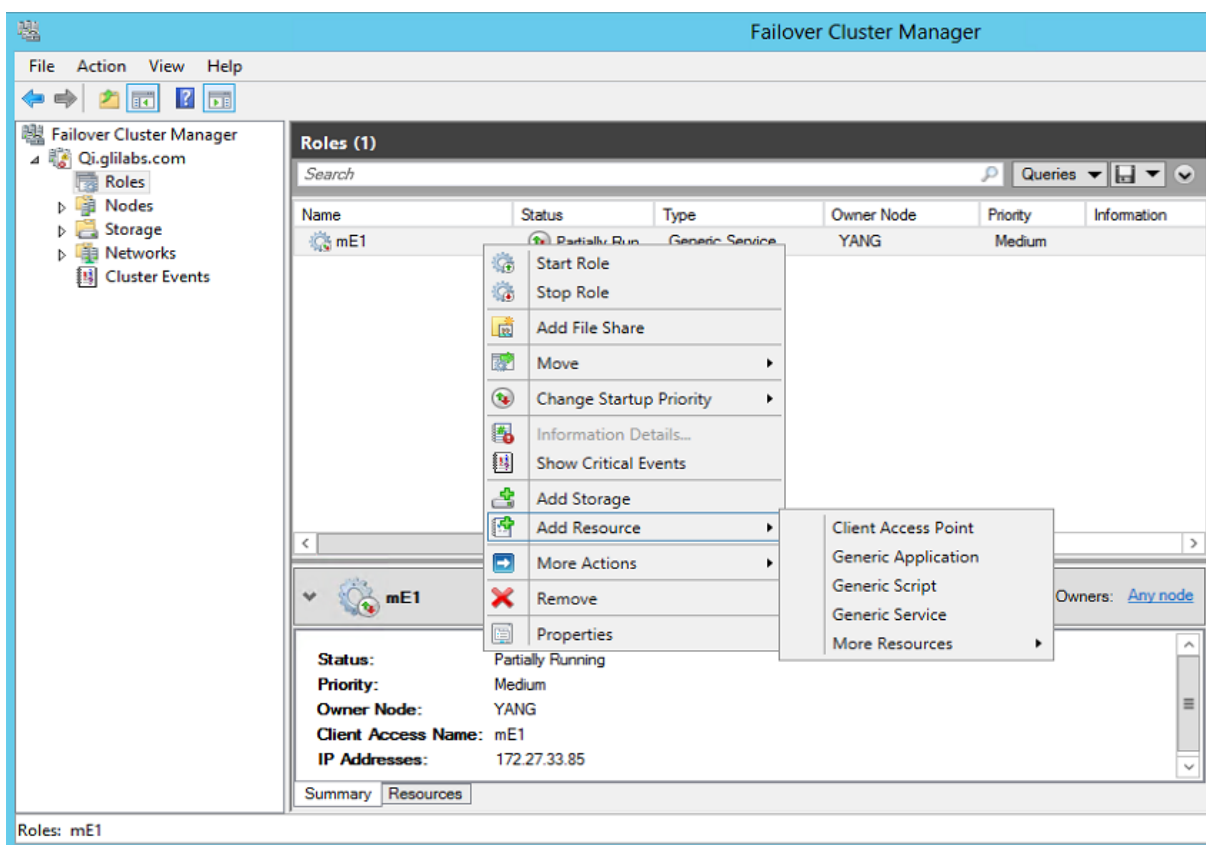 Failover Cluster Manager
File Action View Help
Failover Cluster Manager
Qi.glilabs.com
Roles
Nodes
Storage
Networks
Cluster Events
Roles (1)
Search
Queries
Name Status Type Owner Node Priority Information
mE1 Partially Run Generic Service YANG Medium
Start Role
Stop Role
Add File Share
Move
Change Startup Priority
Information Details...
Show Critical Events
Add Storage
Add Resource
More Actions
Remove
Properties
Client Access Point
Generic Application
Generic Script
Generic Service
More Resources
mE1
Owners: Any node
Status: Partially Running
Priority: Medium
Owner Node: YANG
Client Access Name: mE1
IP Addresses: 172.27.33.85
Summary Resources
Roles: mE1